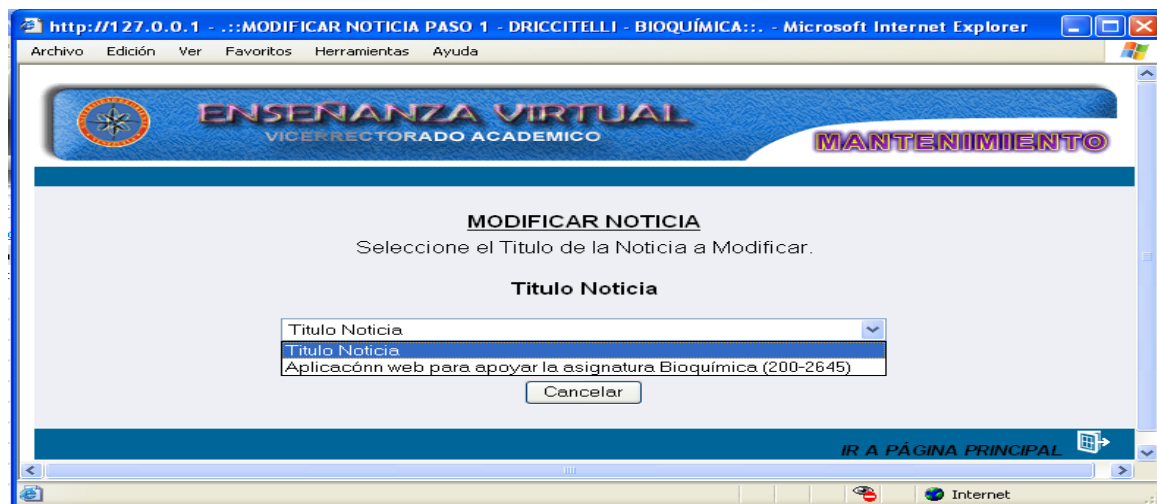 http://127.0.0.1 - .::MODIFICAR NOTICIA PASO 1 - DRICCITELLI - BIOQUÍMICA::. - Microsoft Internet Explorer
Archivo Edición Ver Favoritos Herramientas Ayuda
ENSEÑANZA VIRTUAL
VICERRECTORADO ACADEMICO
MANTENIMIENTO
MODIFICAR NOTICIA
Seleccione el Titulo de la Noticia a Modificar.
Titulo Noticia
Titulo Noticia
Titulo Noticia
Aplicacónn web para apoyar la asignatura Bioquímica (200-2645)
Cancelar
IR A PÁGINA PRINCIPAL
Internet